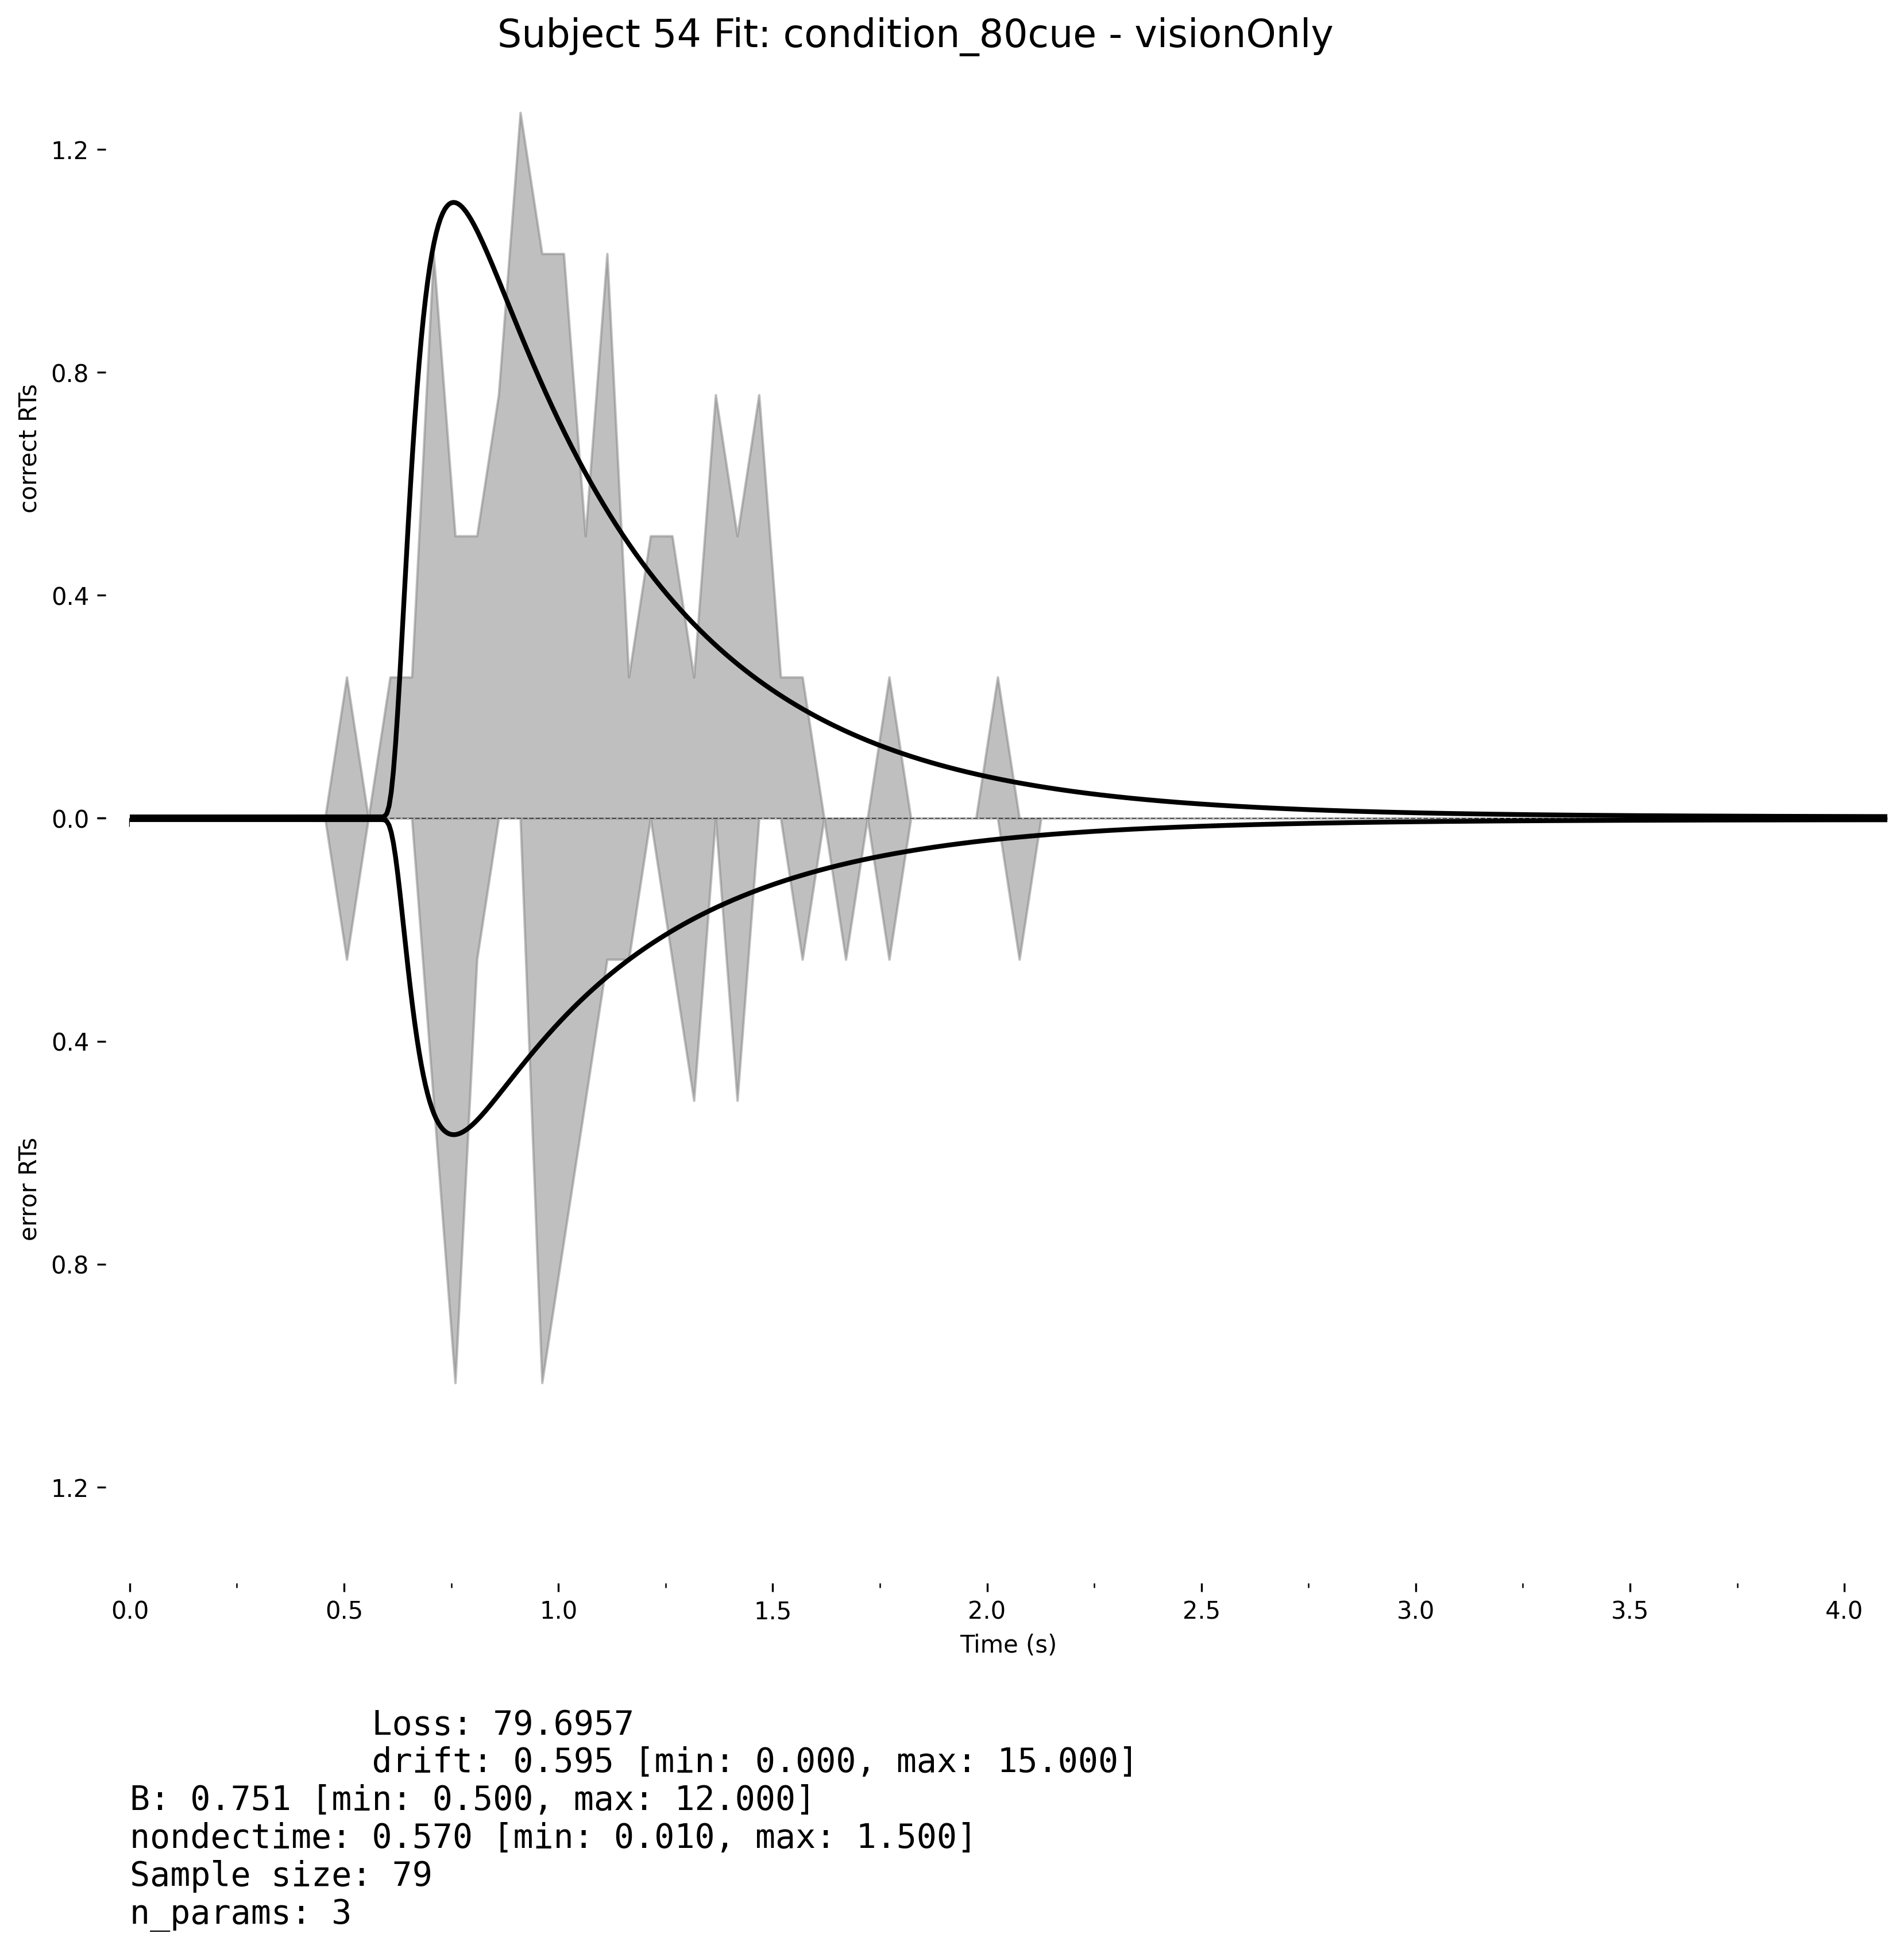 Subject 54 Fit: condition_80cue - visionOnly
1.2
0.8
correct RTs
0.4
0.0
0.4
error RTs
0.8
1.2
0.0 0.5 1.0 1.5 2.0 2.5 3.0 3.5 4.0
Time (s)
Loss: 79.6957
drift: 0.595 [min: 0.000, max: 15.000]
B: 0.751 [min: 0.500, max: 12.000]
nondectime: 0.570 [min: 0.010, max: 1.500]
Sample size: 79
n_params: 3